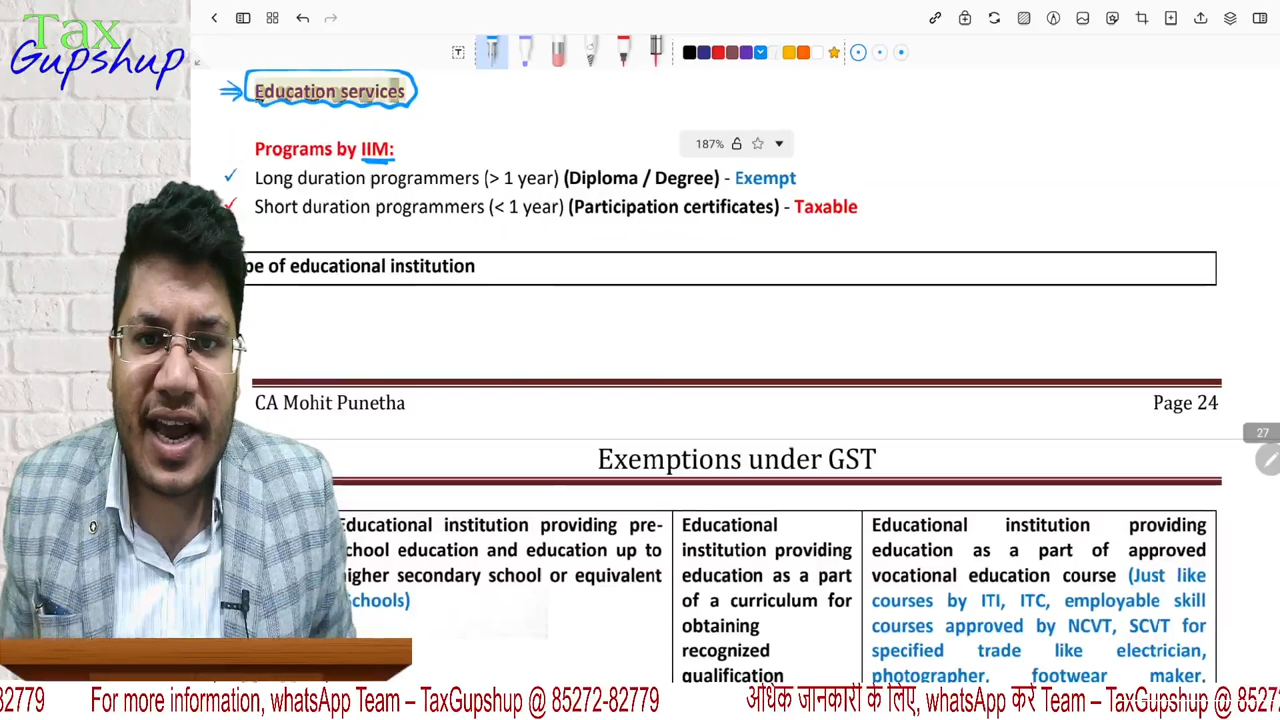 Tax
Gupshup
T
Education services
Programs by IIM:
187%
Long duration programmers (> 1 year) (Diploma / Degree) - Exempt
Short duration programmers (< 1 year) (Participation certificates) - Taxable
pe of educational institution
CA Mohit Punetha
Page 24
27
Exemptions under GST
Educational institution providing pre-
school education and education up to
higher secondary school or equivalent
Schools)
Educational
institution providing
education as a part
of a curriculum for
obtaining
recognized
qualification
Educational institution providing
education as a part of approved
vocational education course (Just like
courses by ITI, ITC, employable skill
courses approved by NCVT, SCVT for
specified trade like electrician,
photographer, footwear maker,
82779 For more information, whatsApp Team – TaxGupshup @ 85272-82779 अधिक जानकारी के लिए, whatsApp करें Team – TaxGupshup @ 8527